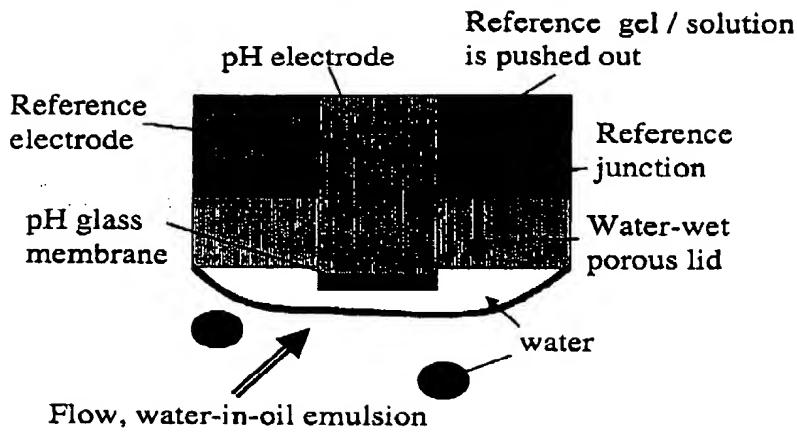 Reference gel / solution
is pushed out
pH electrode
Reference
electrode
Reference
junction
pH glass
membrane
Water-wet
porous lid
water
Flow, water-in-oil emulsion